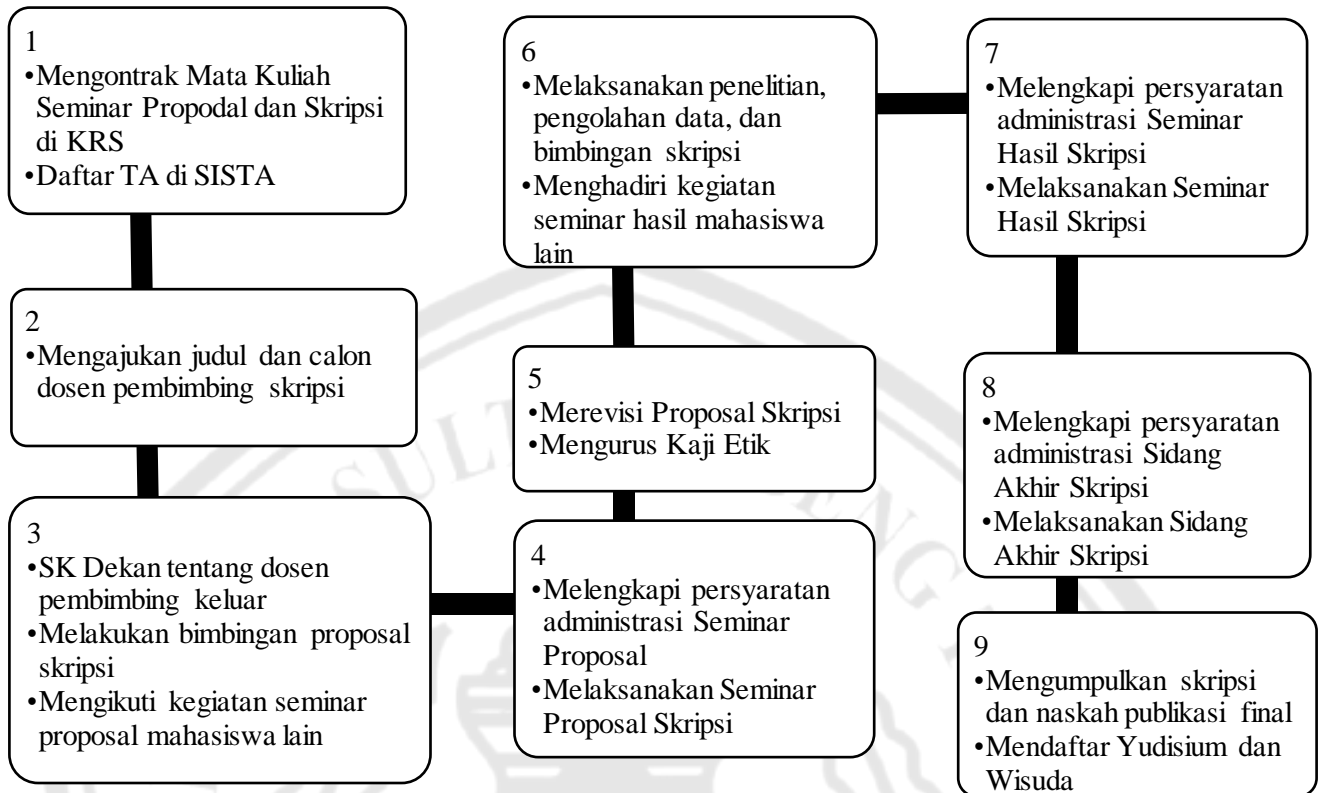 1
•Mengontrak Mata Kuliah
Seminar Propodal dan Skripsi
di KRS
•Daftar TA di SISTA
2
•Mengajukan judul dan calon
dosen pembimbing skripsi
3
•SK Dekan tentang dosen
pembimbing keluar
•Melakukan bimbingan proposal
skripsi
•Mengikuti kegiatan seminar
proposal mahasiswa lain
4
•Melengkapi persyaratan
administrasi Seminar
Proposal
•Melaksanakan Seminar
Proposal Skripsi
5
•Merevisi Proposal Skripsi
•Mengurus Kaji Etik
6
•Melaksanakan penelitian,
pengolahan data, dan
bimbingan skripsi
•Menghadiri kegiatan
seminar hasil mahasiswa
lain
7
•Melengkapi persyaratan
administrasi Seminar
Hasil Skripsi
•Melaksanakan Seminar
Hasil Skripsi
8
•Melengkapi persyaratan
administrasi Sidang
Akhir Skripsi
•Melaksanakan Sidang
Akhir Skripsi
9
•Mengumpulkan skripsi
dan naskah publikasi final
•Mendaftar Yudisium dan
Wisuda